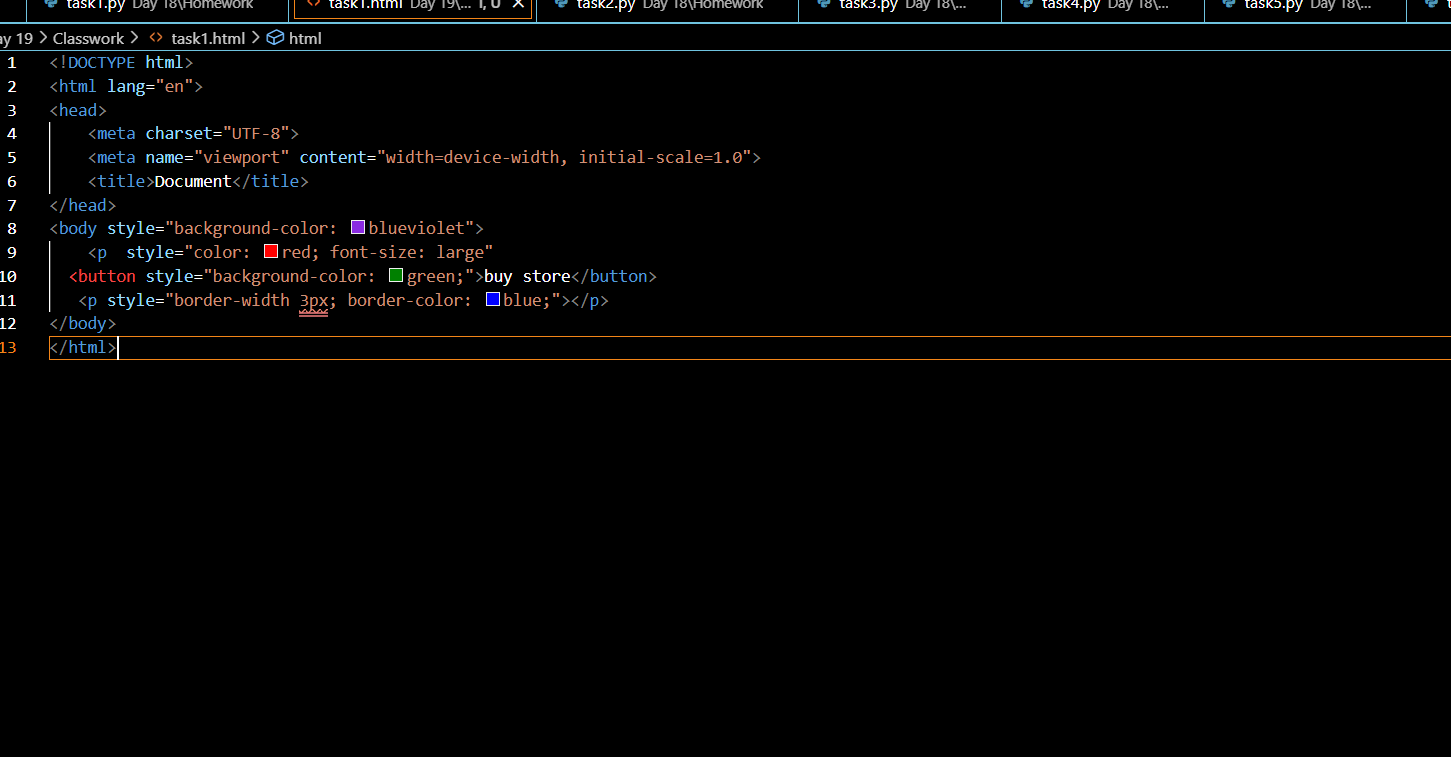 task1.py Day 18\Homework task1.html Day 19\... 1, U task2.py Day 18\Homework task3.py Day 18\... task4.py Day 18\... task5.py Day 18\...
ay 19 > Classwork > <> task1.html > html
1 <!DOCTYPE html>
2 <html lang="en">
3 <head>
4 <meta charset="UTF-8">
5 <meta name="viewport" content="width=device-width, initial-scale=1.0">
6 <title>Document</title>
7 </head>
8 <body style="background-color: blueviolet">
9 <p  style="color: red; font-size: large"
10 <button style="background-color: green;">buy store</button>
11 <p style="border-width 3px; border-color: blue;"></p>
12 </body>
13 </html>